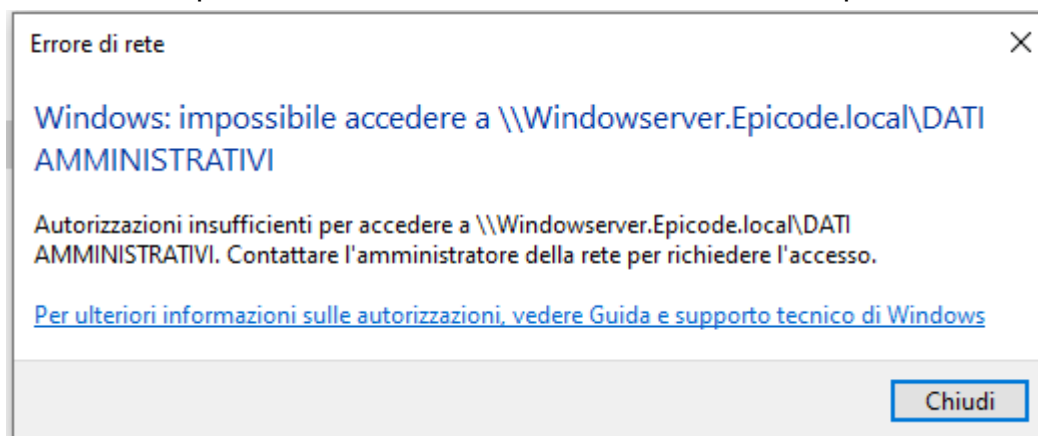 Errore di rete
Windows: impossibile accedere a \\Windowserver.Epicode.local\DATI
AMMINISTRATIVI
Autorizzazioni insufficienti per accedere a \\Windowserver.Epicode.local\DATI
AMMINISTRATIVI. Contattare l'amministratore della rete per richiedere l'accesso.
Per ulteriori informazioni sulle autorizzazioni, vedere Guida e supporto tecnico di Windows
Chiudi